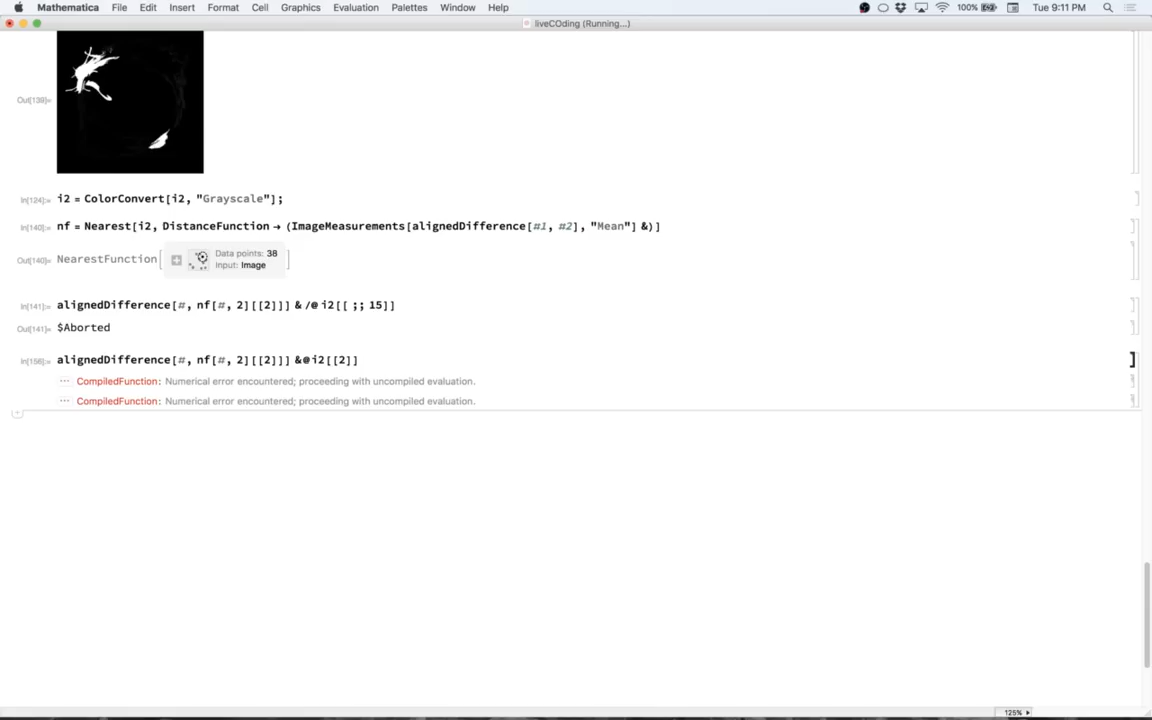 Mathematica File Edit Insert Format Cell Graphics Evaluation Palettes Window Help 100% Tue 9:11 PM
liveCOding (Running...)
Out[139]=
In[124]:= i2 = ColorConvert[i2, "Grayscale"];
In[140]:= nf = Nearest[i2, DistanceFunction → (ImageMeasurements[alignedDifference[#1, #2], "Mean"] &)]
Out[140]= NearestFunction[ Data points: 38
Input: Image ]
In[141]:= alignedDifference[#, nf[#, 2][[2]]] & /@ i2[[ ;; 15]]
Out[141]= $Aborted
In[156]:= alignedDifference[#, nf[#, 2][[2]]] &@i2[[2]]
... CompiledFunction: Numerical error encountered; proceeding with uncompiled evaluation.
... CompiledFunction: Numerical error encountered; proceeding with uncompiled evaluation.
125%